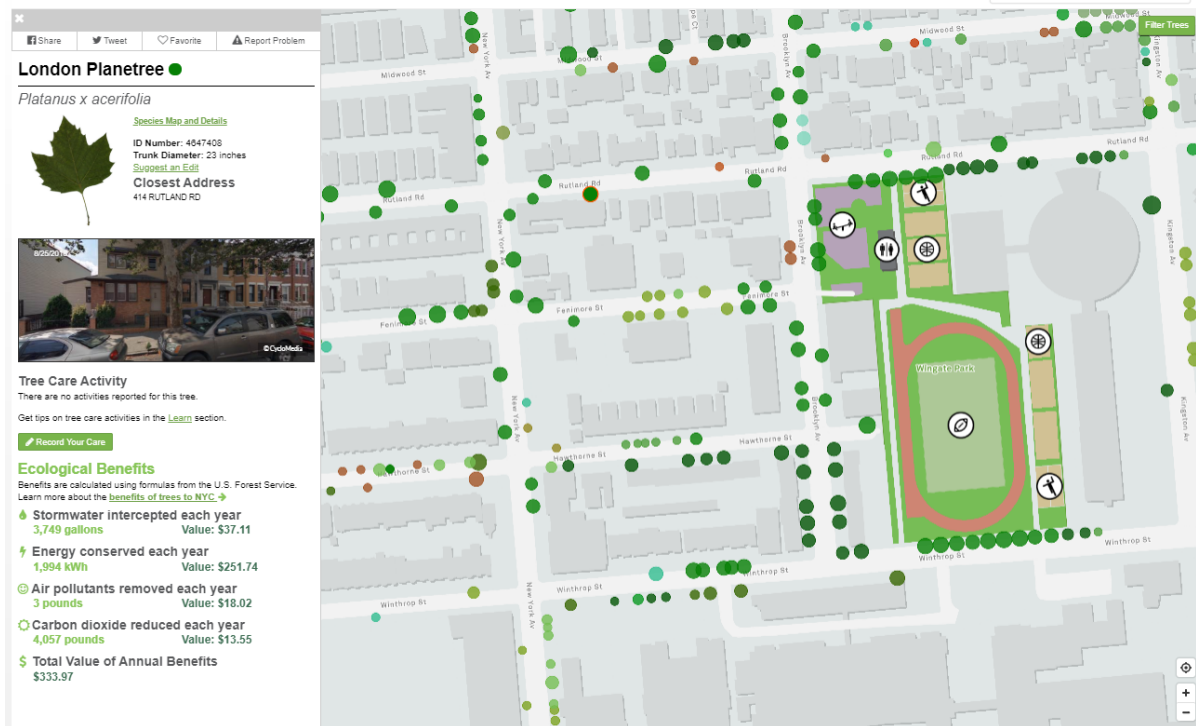 Share
Tweet
Favorite
Report Problem
London Planetree
Platanus x acerifolia
Species Map and Details
ID Number: 4647408
Trunk Diameter: 23 inches
Suggest an Edit
Closest Address
414 RUTLAND RD
©CycloMedia
Tree Care Activity
There are no activities reported for this tree.
Get tips on tree care activities in the Learn section.
Record Your Care
Ecological Benefits
Benefits are calculated using formulas from the U.S. Forest Service.
Learn more about the benefits of trees to NYC
Stormwater intercepted each year
3,749 gallons Value: $37.11
Energy conserved each year
1,994 kWh Value: $251.74
Air pollutants removed each year
3 pounds Value: $18.02
Carbon dioxide reduced each year
4,057 pounds Value: $13.55
$ Total Value of Annual Benefits
$333.97
Filter Trees
Midwood St
Midwood St
Midwood St
Midwood St
New York Av
Brooklyn Av
Kingston Av
Rutland Rd
Rutland Rd
Rutland Rd
Rutland Rd
New York Av
Brooklyn Av
Kingston Av
Fenimore St
Fenimore St
Fenimore St
Wingate Park
New York Av
Brooklyn Av
Kingston Av
Hawthorne St
Hawthorne St
Hawthorne St
Winthrop St
Winthrop St
Winthrop St
Winthrop St
New York Av
+
−